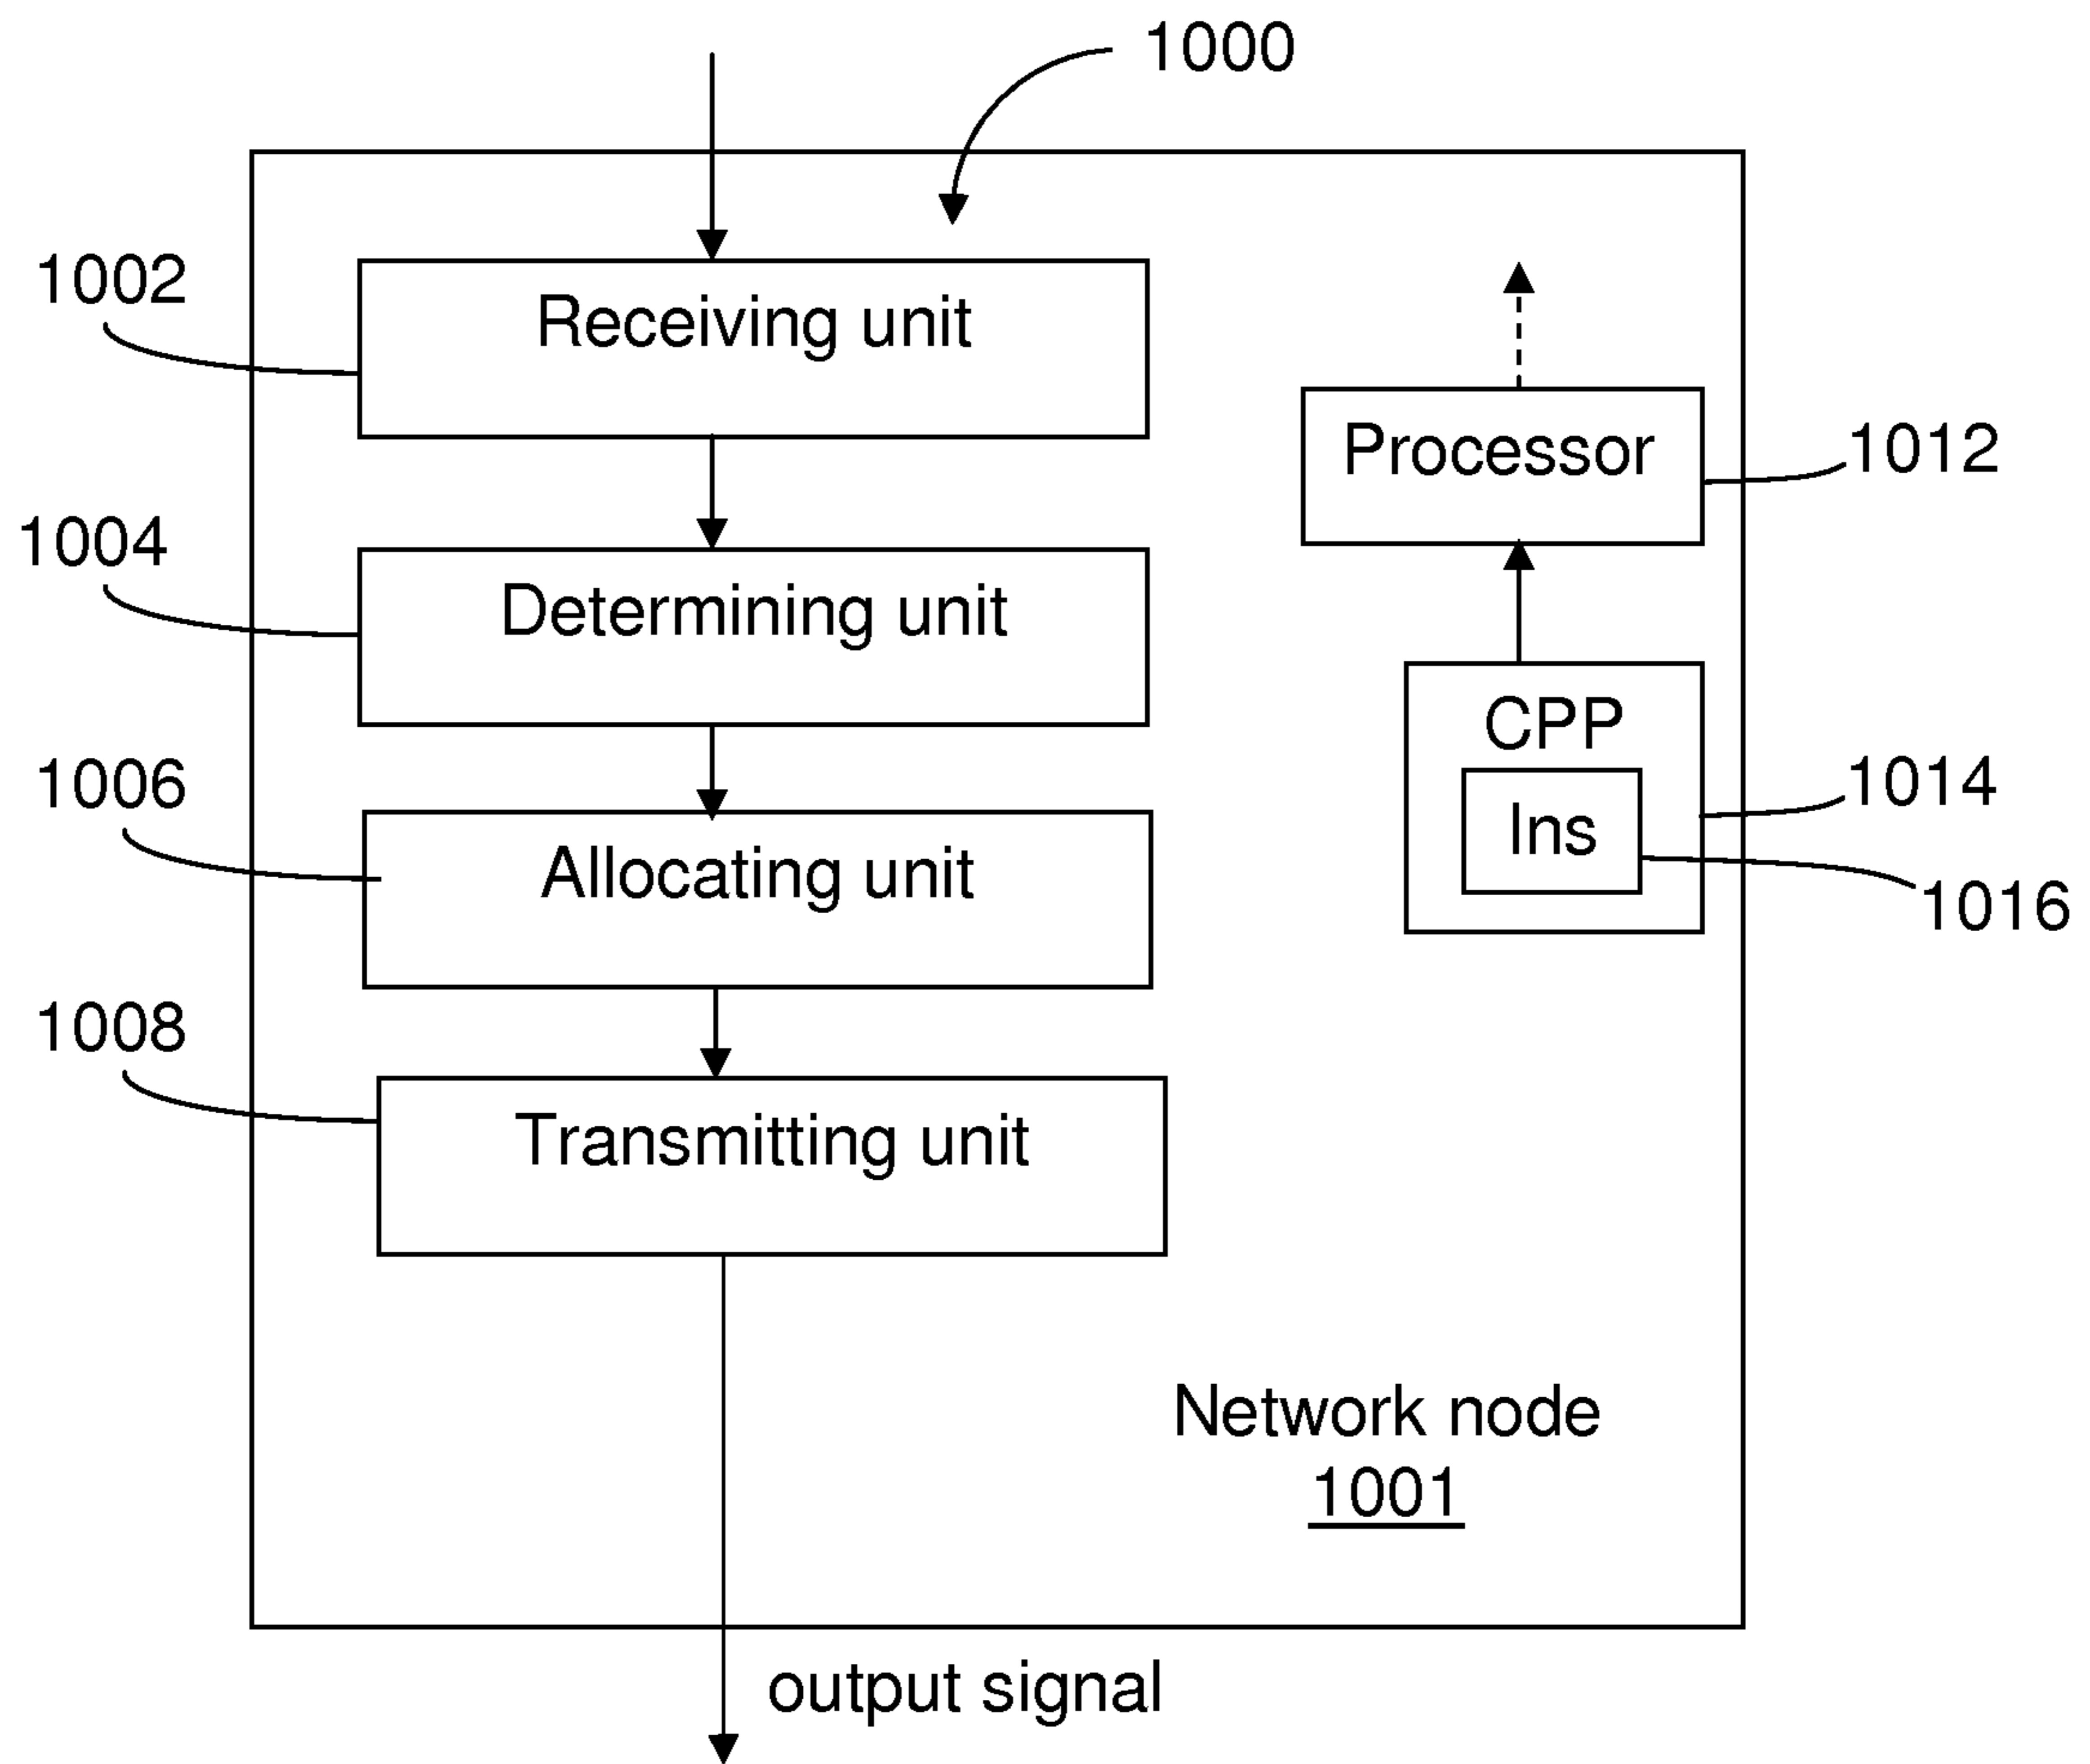 1000
1002
Receiving unit
Processor
1012
1004
Determining unit
CPP
1014
1006
Ins
Allocating unit
1016
1008
Transmitting unit
Network node
1001
output signal